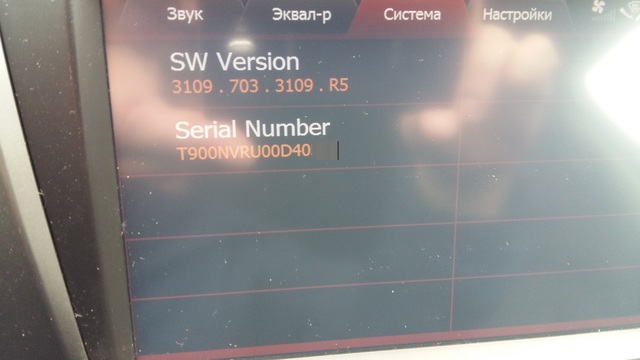 Звук Эквал-р Система Настройки
SW Version
3109 . 703 . 3109 . R5
Serial Number
T900NVRU00D40